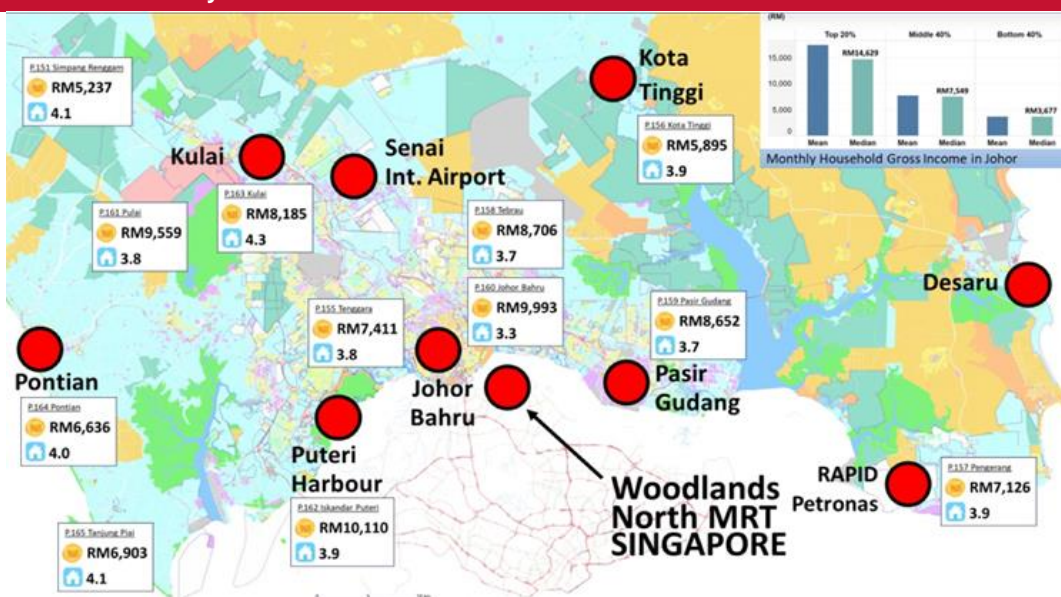 (RM)
Top 20%
Middle 40%
Bottom 40%
15,000
10,000
5,000
0
RM14,629
RM7,549
RM3,677
Mean
Median
Mean
Median
Mean
Median
Monthly Household Gross Income in Johor
P.151 Simpang Renggam
RM5,237
4.1
Kota
Tinggi
P.156 Kota Tinggi
RM5,895
3.9
Kulai
Senai
Int. Airport
P.163 Kulai
RM8,185
4.3
P.161 Pulai
RM9,559
3.8
P.158 Tebrau
RM8,706
3.7
P.160 Johor Bahru
RM9,993
3.3
Desaru
P.155 Tenggara
RM7,411
3.8
P.159 Pasir Gudang
RM8,652
3.7
Pontian
P.164 Pontian
RM6,636
4.0
Johor
Bahru
Pasir
Gudang
Puteri
Harbour
P.162 Iskandar Puteri
RM10,110
3.9
Woodlands
North MRT
SINGAPORE
RAPID
Petronas
P.157 Pengerang
RM7,126
3.9
P.165 Tanjung Piai
RM6,903
4.1